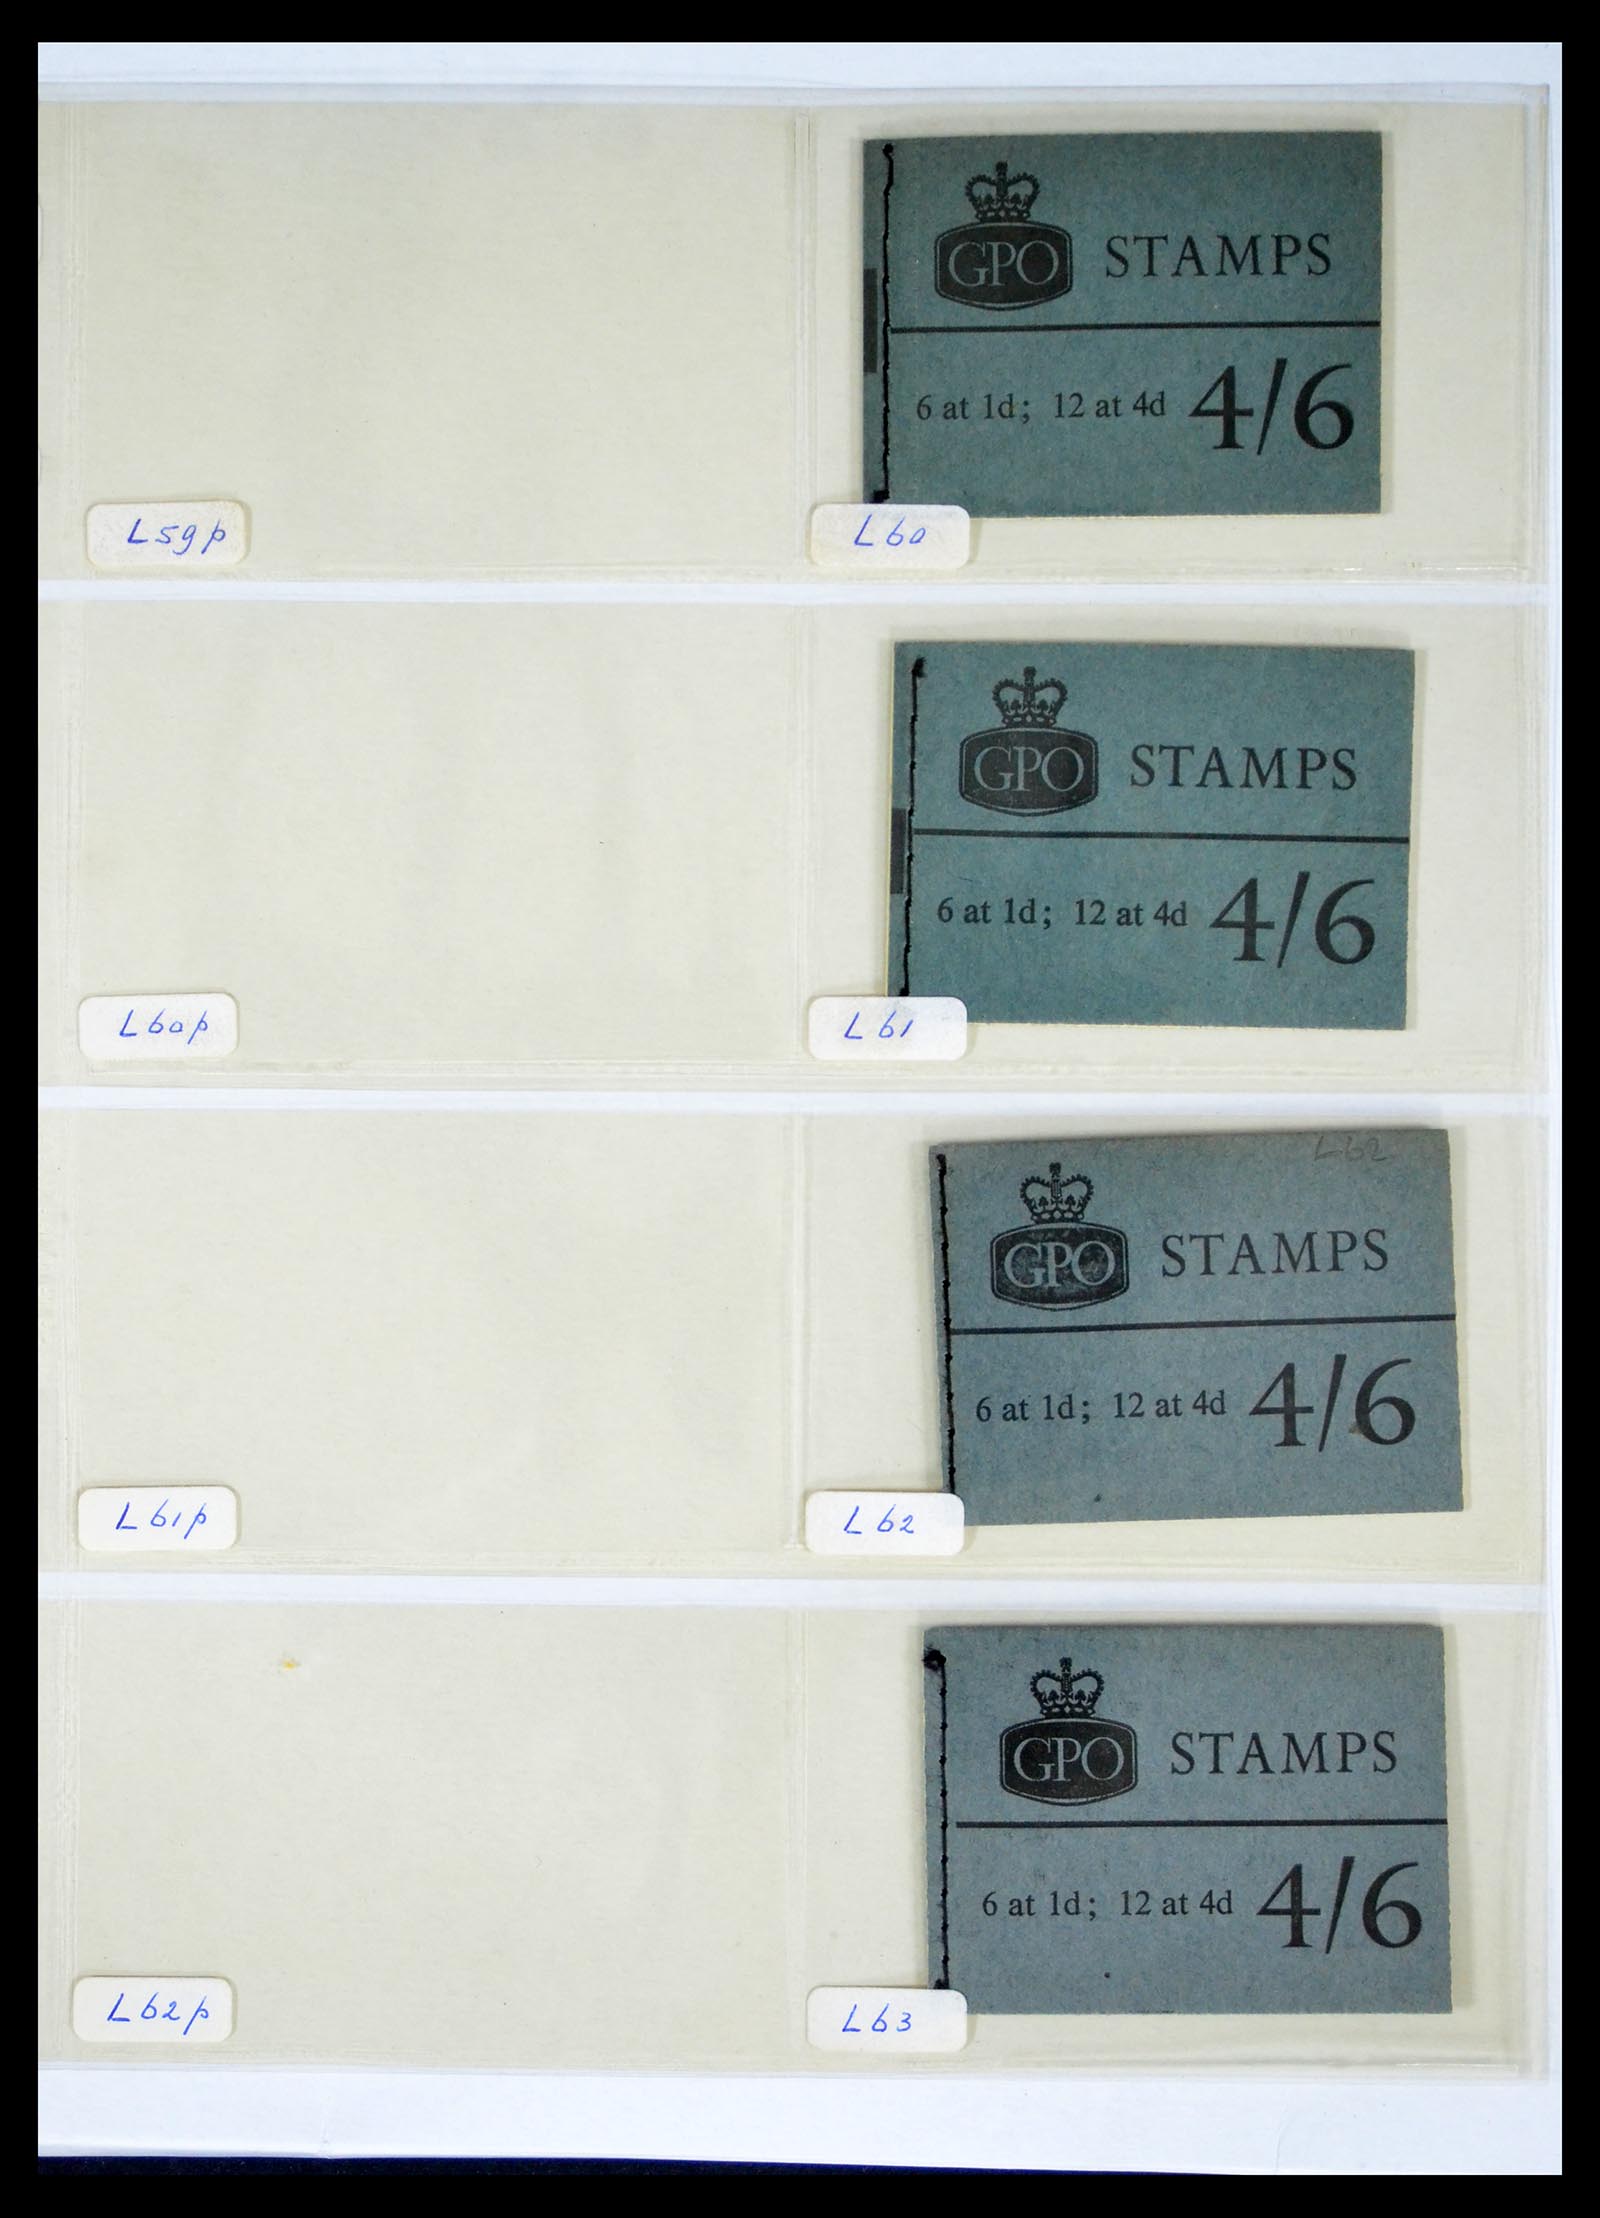 GPO STAMPS
6 at 1d; 12 at 4d 4/6
L59p
L60
GPO STAMPS
6 at 1d; 12 at 4d 4/6
L60p
L61
L62
GPO STAMPS
6 at 1d; 12 at 4d 4/6
L61p
L62
GPO STAMPS
6 at 1d; 12 at 4d 4/6
L62p
L63